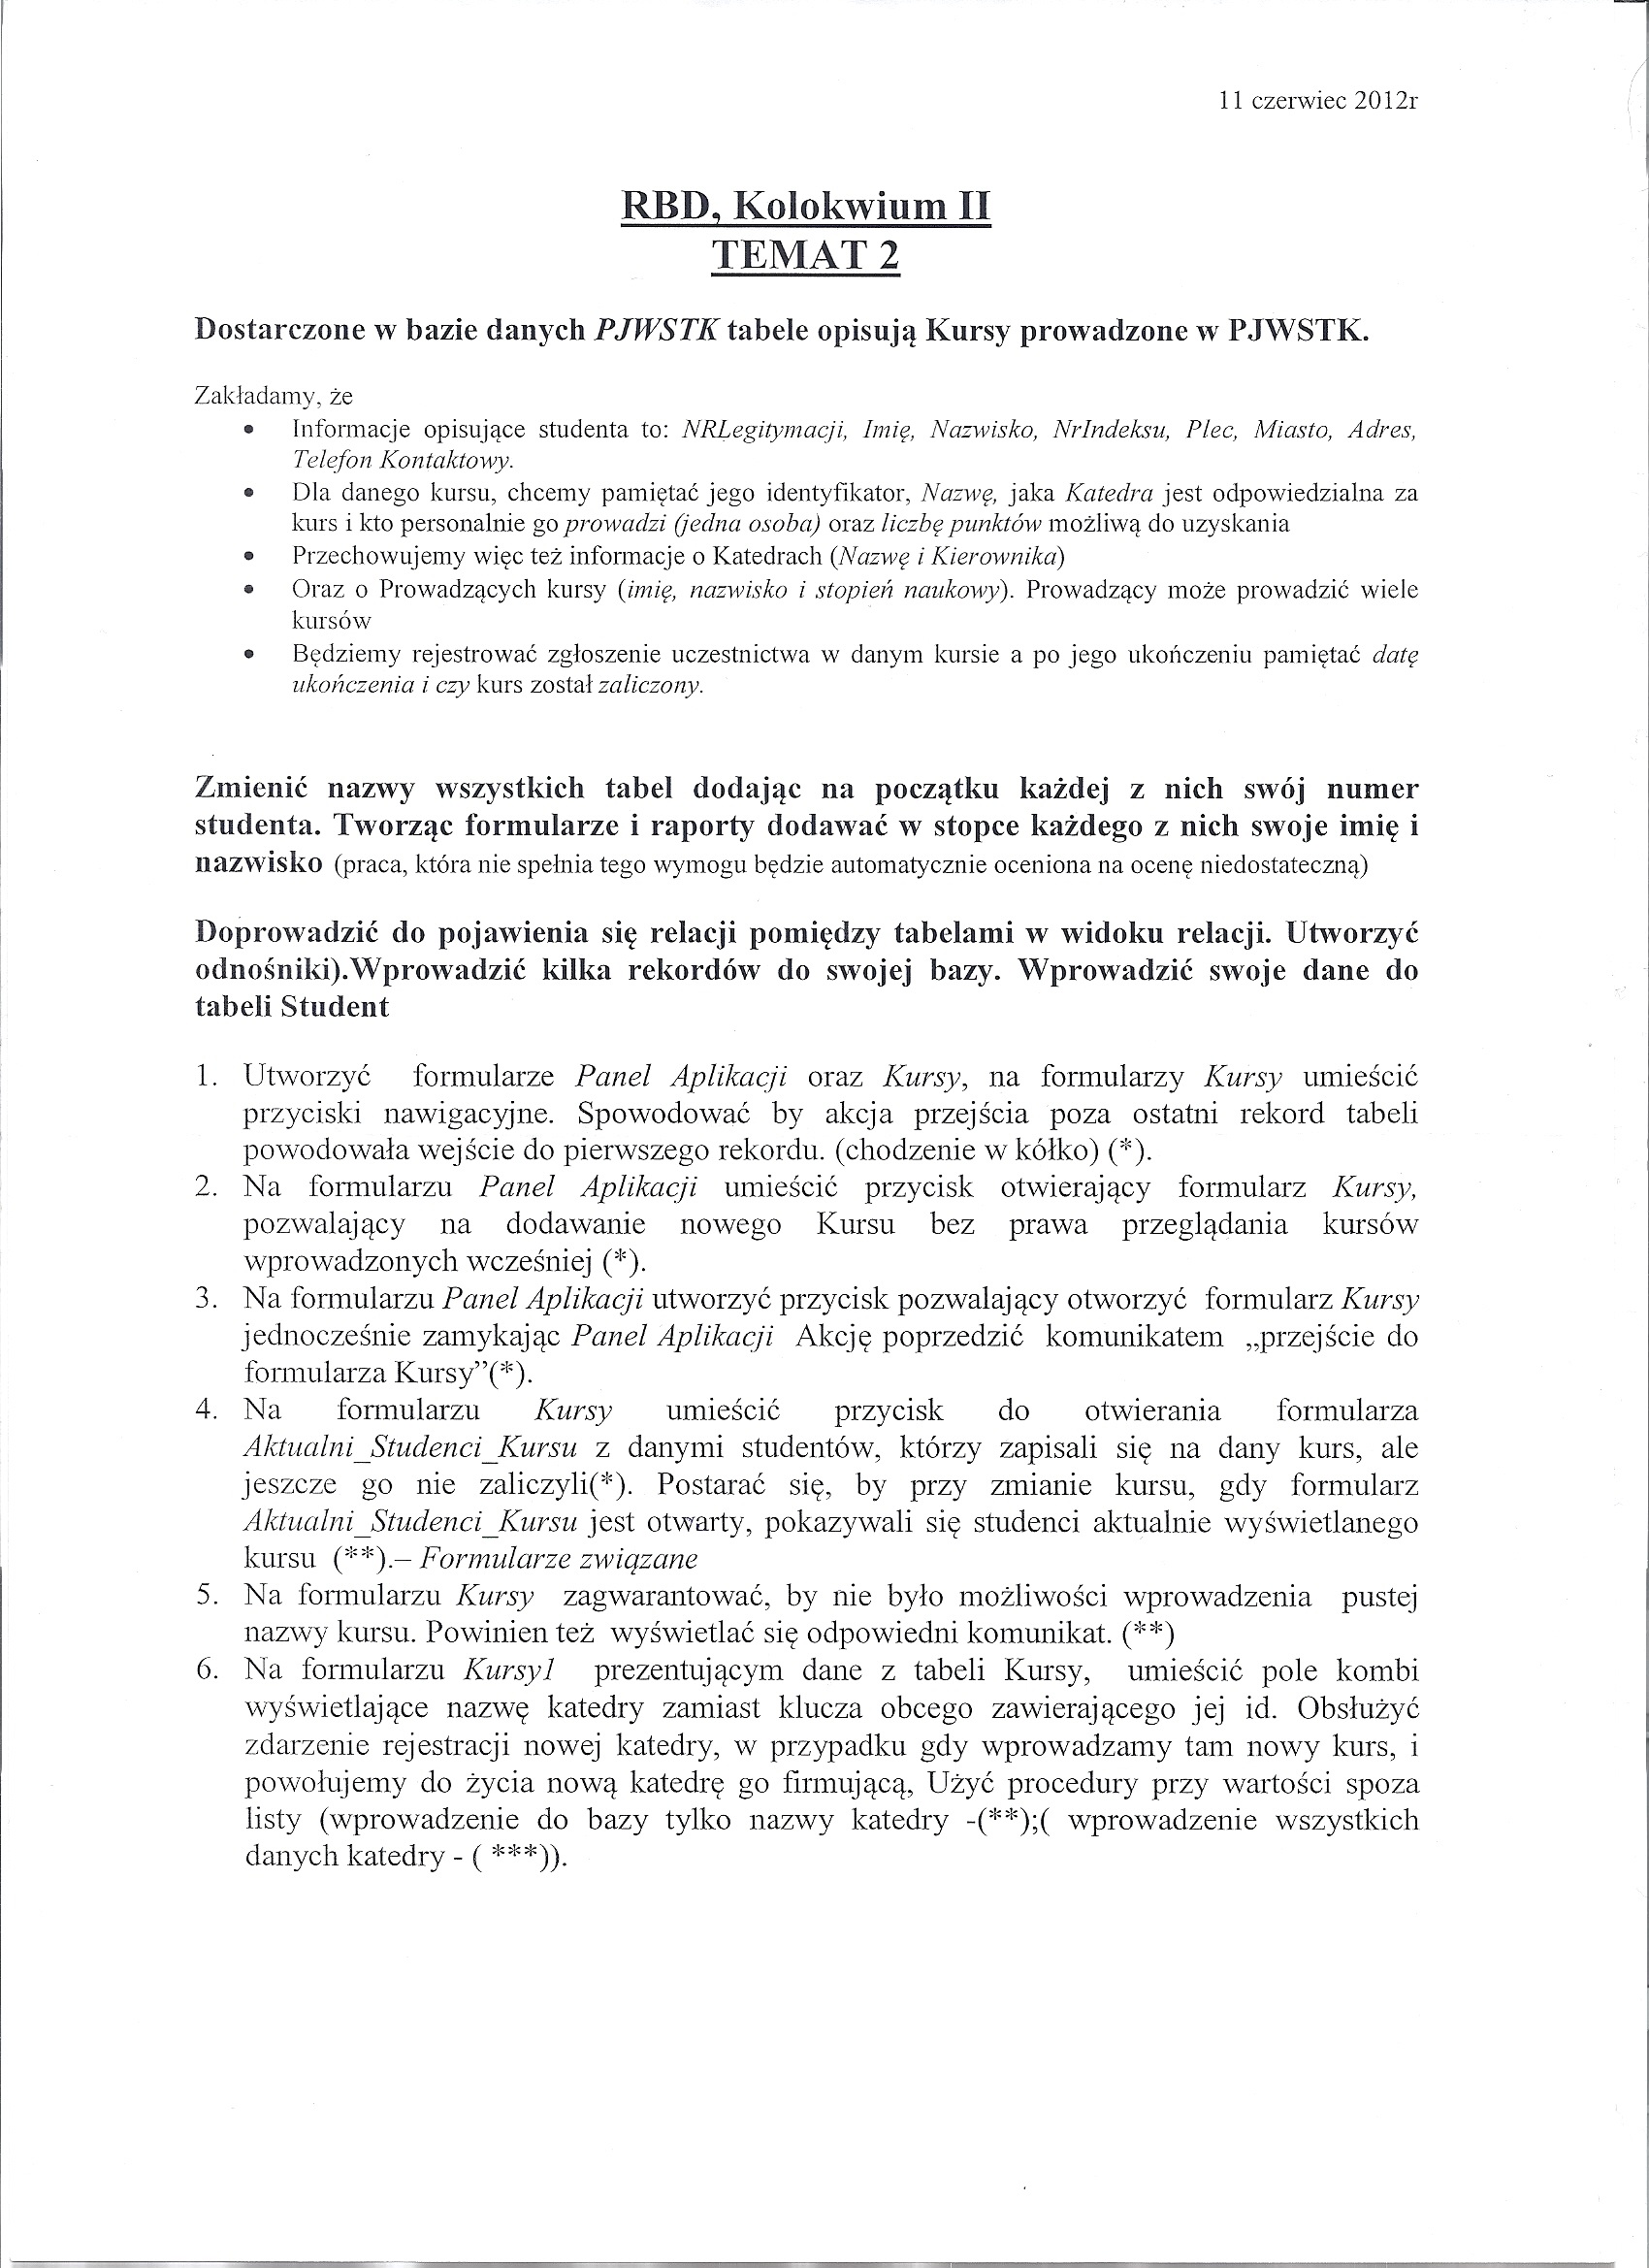 11 czerwiec 2012r
RBD, Kolokwium II
TEMAT 2
Dostarczone w bazie danych PJWSTK tabele opisują Kursy prowadzone w PJWSTK.
Zakładamy, że
• Informacje opisujące studenta to: NRLegitymacji, Imię, Nazwisko, NrIndeksu, Plec, Miasto, Adres,
Telefon Kontaktowy.
• Dla danego kursu, chcemy pamiętać jego identyfikator, Nazwę, jaka Katedra jest odpowiedzialna za
kurs i kto personalnie go prowadzi (jedna osoba) oraz liczbę punktów możliwą do uzyskania
• Przechowujemy więc też informacje o Katedrach (Nazwę i Kierownika)
• Oraz o Prowadzących kursy (imię, nazwisko i stopień naukowy). Prowadzący może prowadzić wiele
kursów
• Będziemy rejestrować zgłoszenie uczestnictwa w danym kursie a po jego ukończeniu pamiętać datę
ukończenia i czy kurs został zaliczony.
Zmienić nazwy wszystkich tabel dodając na początku każdej z nich swój numer
studenta. Tworząc formularze i raporty dodawać w stopce każdego z nich swoje imię i
nazwisko (praca, która nie spełnia tego wymogu będzie automatycznie oceniona na ocenę niedostateczną)
Doprowadzić do pojawienia się relacji pomiędzy tabelami w widoku relacji. Utworzyć
odnośniki).Wprowadzić kilka rekordów do swojej bazy. Wprowadzić swoje dane do
tabeli Student
1. Utworzyć formularze Panel Aplikacji oraz Kursy, na formularzy Kursy umieścić
przyciski nawigacyjne. Spowodować by akcja przejścia poza ostatni rekord tabeli
powodowała wejście do pierwszego rekordu. (chodzenie w kółko) (*).
2. Na formularzu Panel Aplikacji umieścić przycisk otwierający formularz Kursy,
pozwalający na dodawanie nowego Kursu bez prawa przeglądania kursów
wprowadzonych wcześniej (*).
3. Na formularzu Panel Aplikacji utworzyć przycisk pozwalający otworzyć formularz Kursy
jednocześnie zamykając Panel Aplikacji Akcję poprzedzić komunikatem „przejście do
formularza Kursy”(*).
4. Na formularzu Kursy umieścić przycisk do otwierania formularza
Aktualni_Studenci_Kursu z danymi studentów, którzy zapisali się na dany kurs, ale
jeszcze go nie zaliczyli(*). Postarać się, by przy zmianie kursu, gdy formularz
Aktualni_Studenci_Kursu jest otwarty, pokazywali się studenci aktualnie wyświetlanego
kursu (**).– Formularze związane
5. Na formularzu Kursy zagwarantować, by nie było możliwości wprowadzenia pustej
nazwy kursu. Powinien też wyświetlać się odpowiedni komunikat. (**)
6. Na formularzu Kursy1 prezentującym dane z tabeli Kursy, umieścić pole kombi
wyświetlające nazwę katedry zamiast klucza obcego zawierającego jej id. Obsłużyć
zdarzenie rejestracji nowej katedry, w przypadku gdy wprowadzamy tam nowy kurs, i
powołujemy do życia nową katedrę go firmującą, Użyć procedury przy wartości spoza
listy (wprowadzenie do bazy tylko nazwy katedry -(**);( wprowadzenie wszystkich
danych katedry - ( ***)).